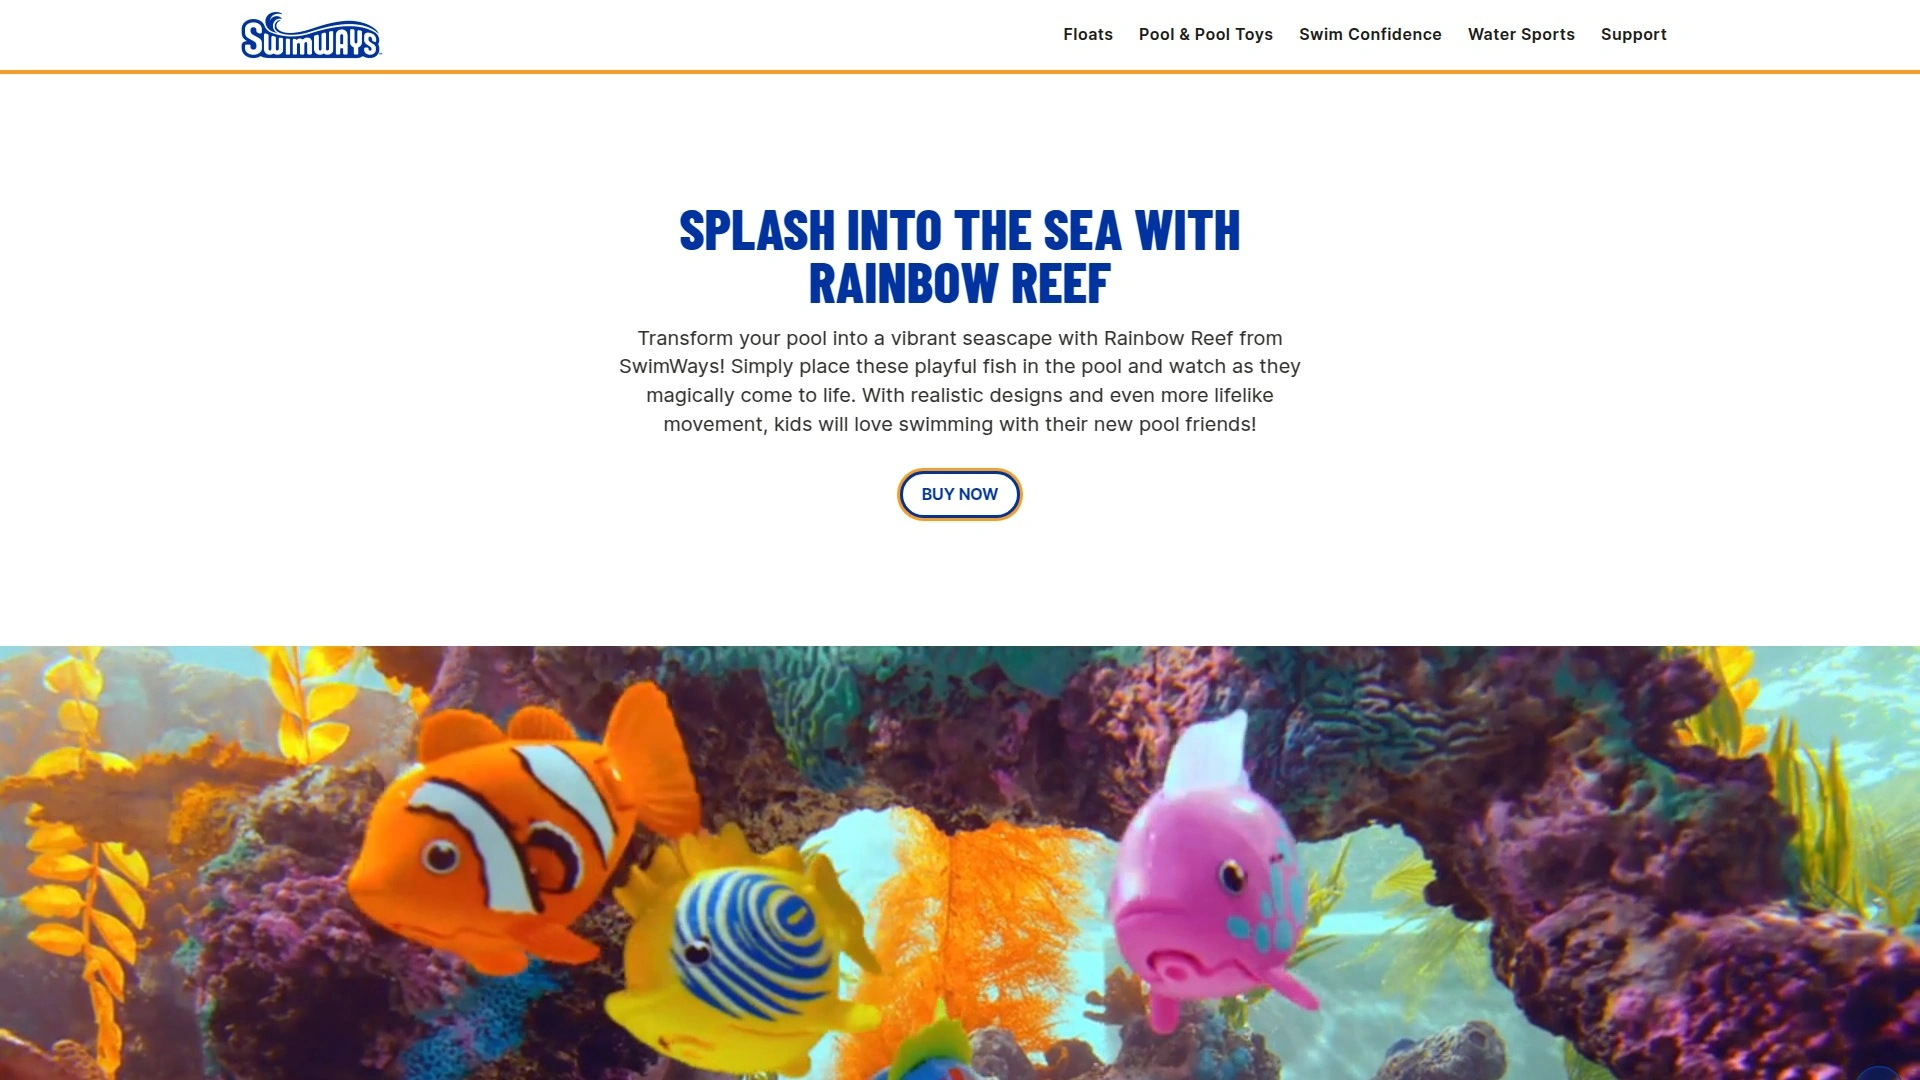 SWIMWAYS
Floats
Pool & Pool Toys
Swim Confidence
Water Sports
Support
SPLASH INTO THE SEA WITH
RAINBOW REEF
Transform your pool into a vibrant seascape with Rainbow Reef from
SwimWays! Simply place these playful fish in the pool and watch as they
magically come to life. With realistic designs and even more lifelike
movement, kids will love swimming with their new pool friends!
BUY NOW